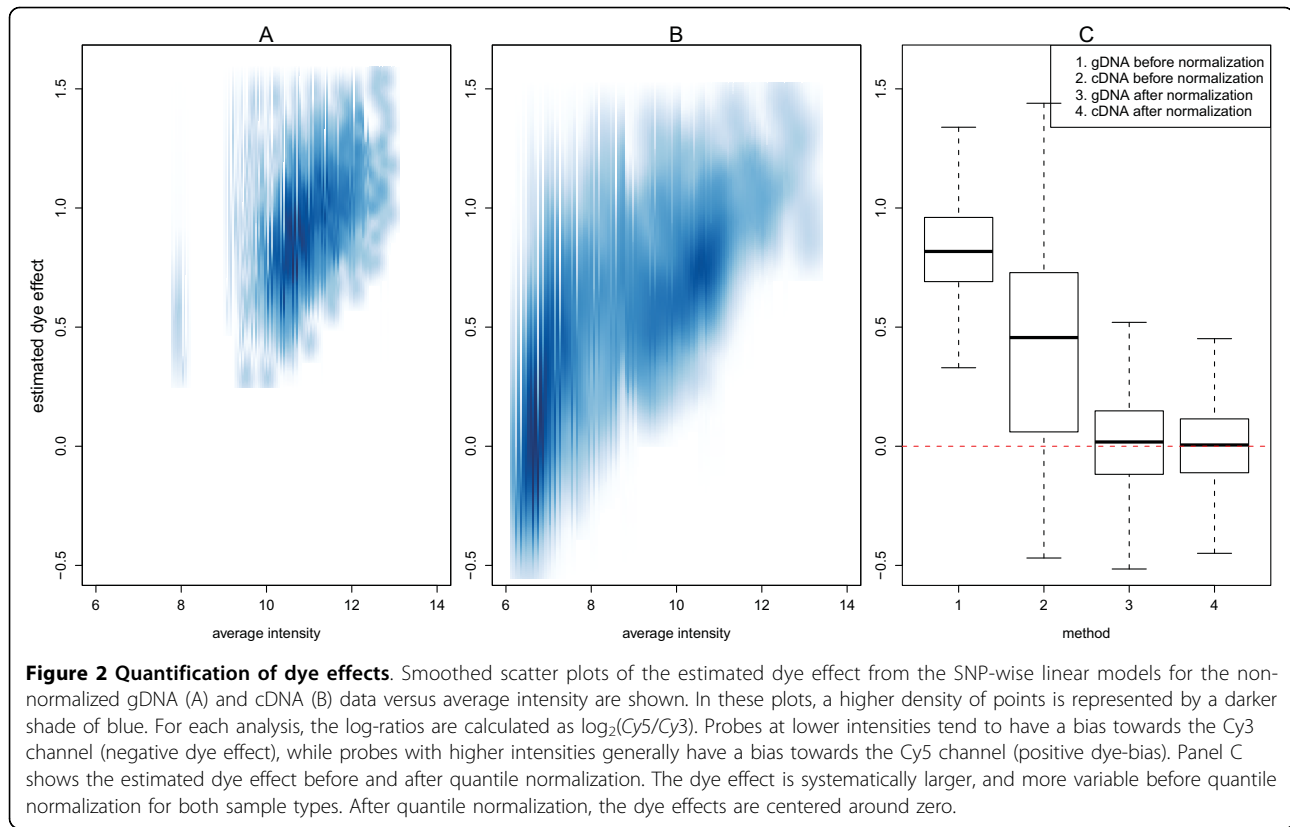 A
B
C
1. gDNA before normalization
2. cDNA before normalization
3. gDNA after normalization
4. cDNA after normalization
estimated dye effect
1.5
1.0
0.5
0.0
−0.5
6 8 10 12 14
average intensity
1.5
1.0
0.5
0.0
−0.5
6 8 10 12 14
average intensity
1.5
1.0
0.5
0.0
−0.5
1 2 3 4
method
Figure 2 Quantification of dye effects. Smoothed scatter plots of the estimated dye effect from the SNP-wise linear models for the non-
normalized gDNA (A) and cDNA (B) data versus average intensity are shown. In these plots, a higher density of points is represented by a darker
shade of blue. For each analysis, the log-ratios are calculated as log₂(Cy5/Cy3). Probes at lower intensities tend to have a bias towards the Cy3
channel (negative dye effect), while probes with higher intensities generally have a bias towards the Cy5 channel (positive dye-bias). Panel C
shows the estimated dye effect before and after quantile normalization. The dye effect is systematically larger, and more variable before quantile
normalization for both sample types. After quantile normalization, the dye effects are centered around zero.